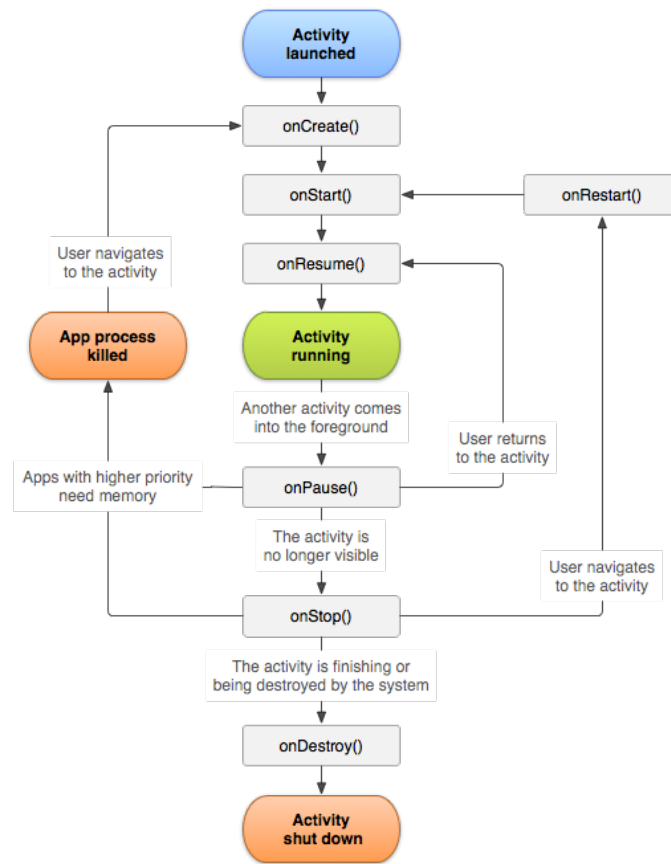 Activity
launched
onCreate()
onStart()
onRestart()
User navigates
to the activity
onResume()
App process
killed
Activity
running
Another activity comes
into the foreground
User returns
to the activity
Apps with higher priority
need memory
onPause()
The activity is
no longer visible
User navigates
to the activity
onStop()
The activity is finishing or
being destroyed by the system
onDestroy()
Activity
shut down